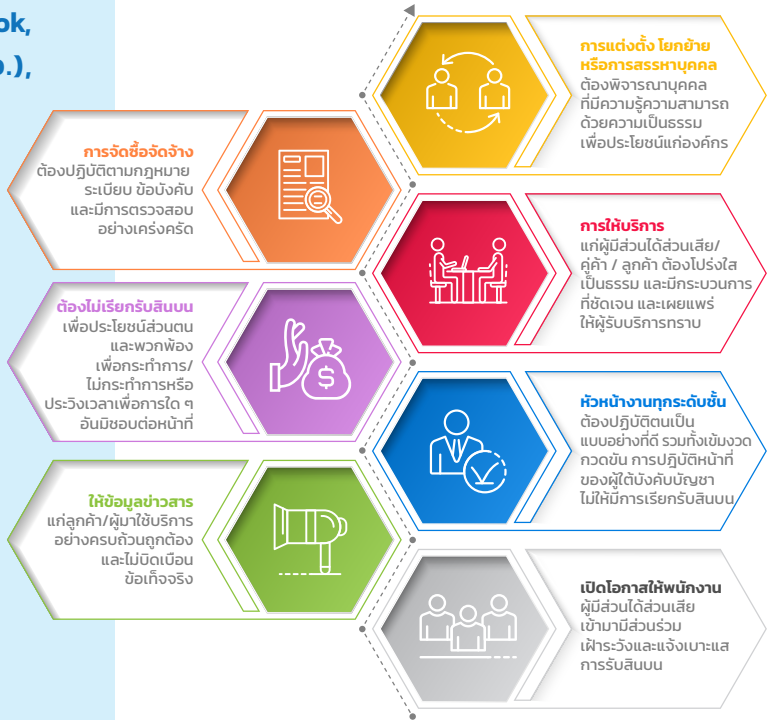 ok,
.),
การแต่งตั้ง โยกย้าย
หรือการสรรหาบุคคล
ต้องพิจารณาบุคคล
ที่มีความรู้ความสามารถ
ด้วยความเป็นธรรม
เพื่อประโยชน์แก่องค์กร
การจัดซื้อจัดจ้าง
ต้องปฏิบัติตามกฎหมาย
ระเบียบ ข้อบังคับ
และมีการตรวจสอบ
อย่างเคร่งครัด
การให้บริการ
แก่ผู้มีส่วนได้ส่วนเสีย/
คู่ค้า / ลูกค้า ต้องโปร่งใส
เป็นธรรม และมีกระบวนการ
ที่ชัดเจน และเผยแพร่
ให้ผู้รับบริการทราบ
ต้องไม่เรียกรับสินบน
เพื่อประโยชน์ส่วนตน
และพวกพ้อง
เพื่อกระทำการ/
ไม่กระทำการหรือ
ประวิงเวลาเพื่อการใด ๆ
อันมิชอบต่อหน้าที่
หัวหน้างานทุกระดับชั้น
ต้องปฏิบัติตนเป็น
แบบอย่างที่ดี รวมทั้งเข้มงวด
กวดขัน การปฏิบัติหน้าที่
ของผู้ใต้บังคับบัญชา
ไม่ให้มีการเรียกรับสินบน
ให้ข้อมูลข่าวสาร
แก่ลูกค้า/ผู้มาใช้บริการ
อย่างครบถ้วนถูกต้อง
และไม่บิดเบือน
ข้อเท็จจริง
เปิดโอกาสให้พนักงาน
ผู้มีส่วนได้ส่วนเสีย
เข้ามามีส่วนร่วม
เฝ้าระวังและแจ้งเบาะแส
การรับสินบน